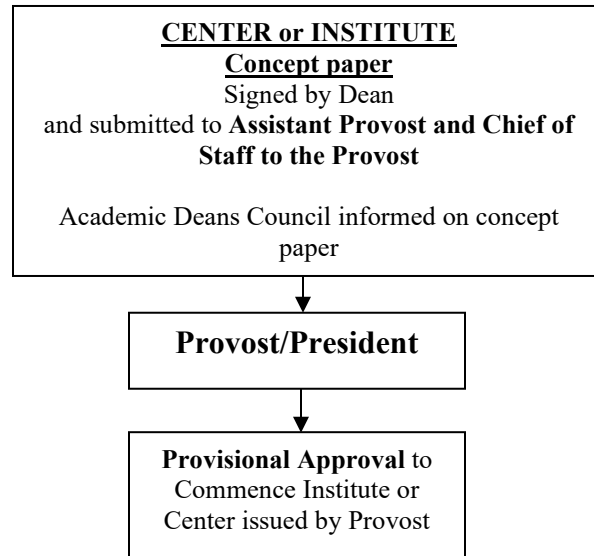 CENTER or INSTITUTE
Concept paper
Signed by Dean
and submitted to Assistant Provost and Chief of
Staff to the Provost
Academic Deans Council informed on concept
paper
Provost/President
Provisional Approval to
Commence Institute or
Center issued by Provost